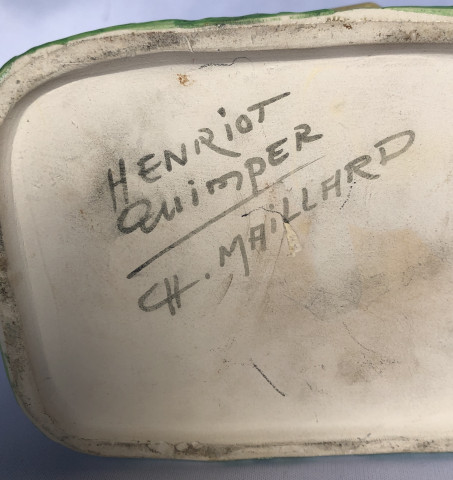 HENRiOT
Quimper
CH. MAiLLARD